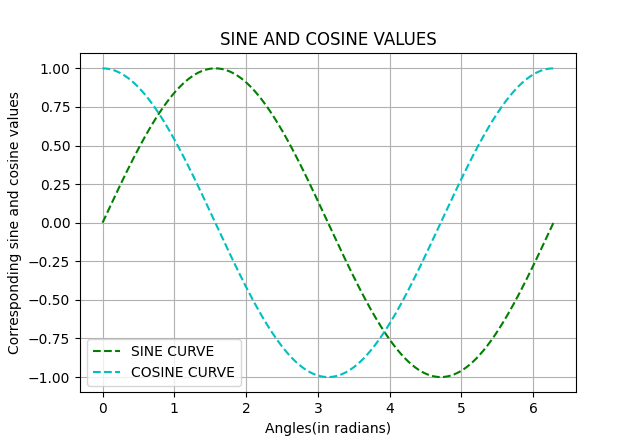 SINE AND COSINE VALUES
Corresponding sine and cosine values
1.00
0.75
0.50
0.25
0.00
−0.25
−0.50
−0.75
−1.00
SINE CURVE
COSINE CURVE
0 1 2 3 4 5 6
Angles(in radians)